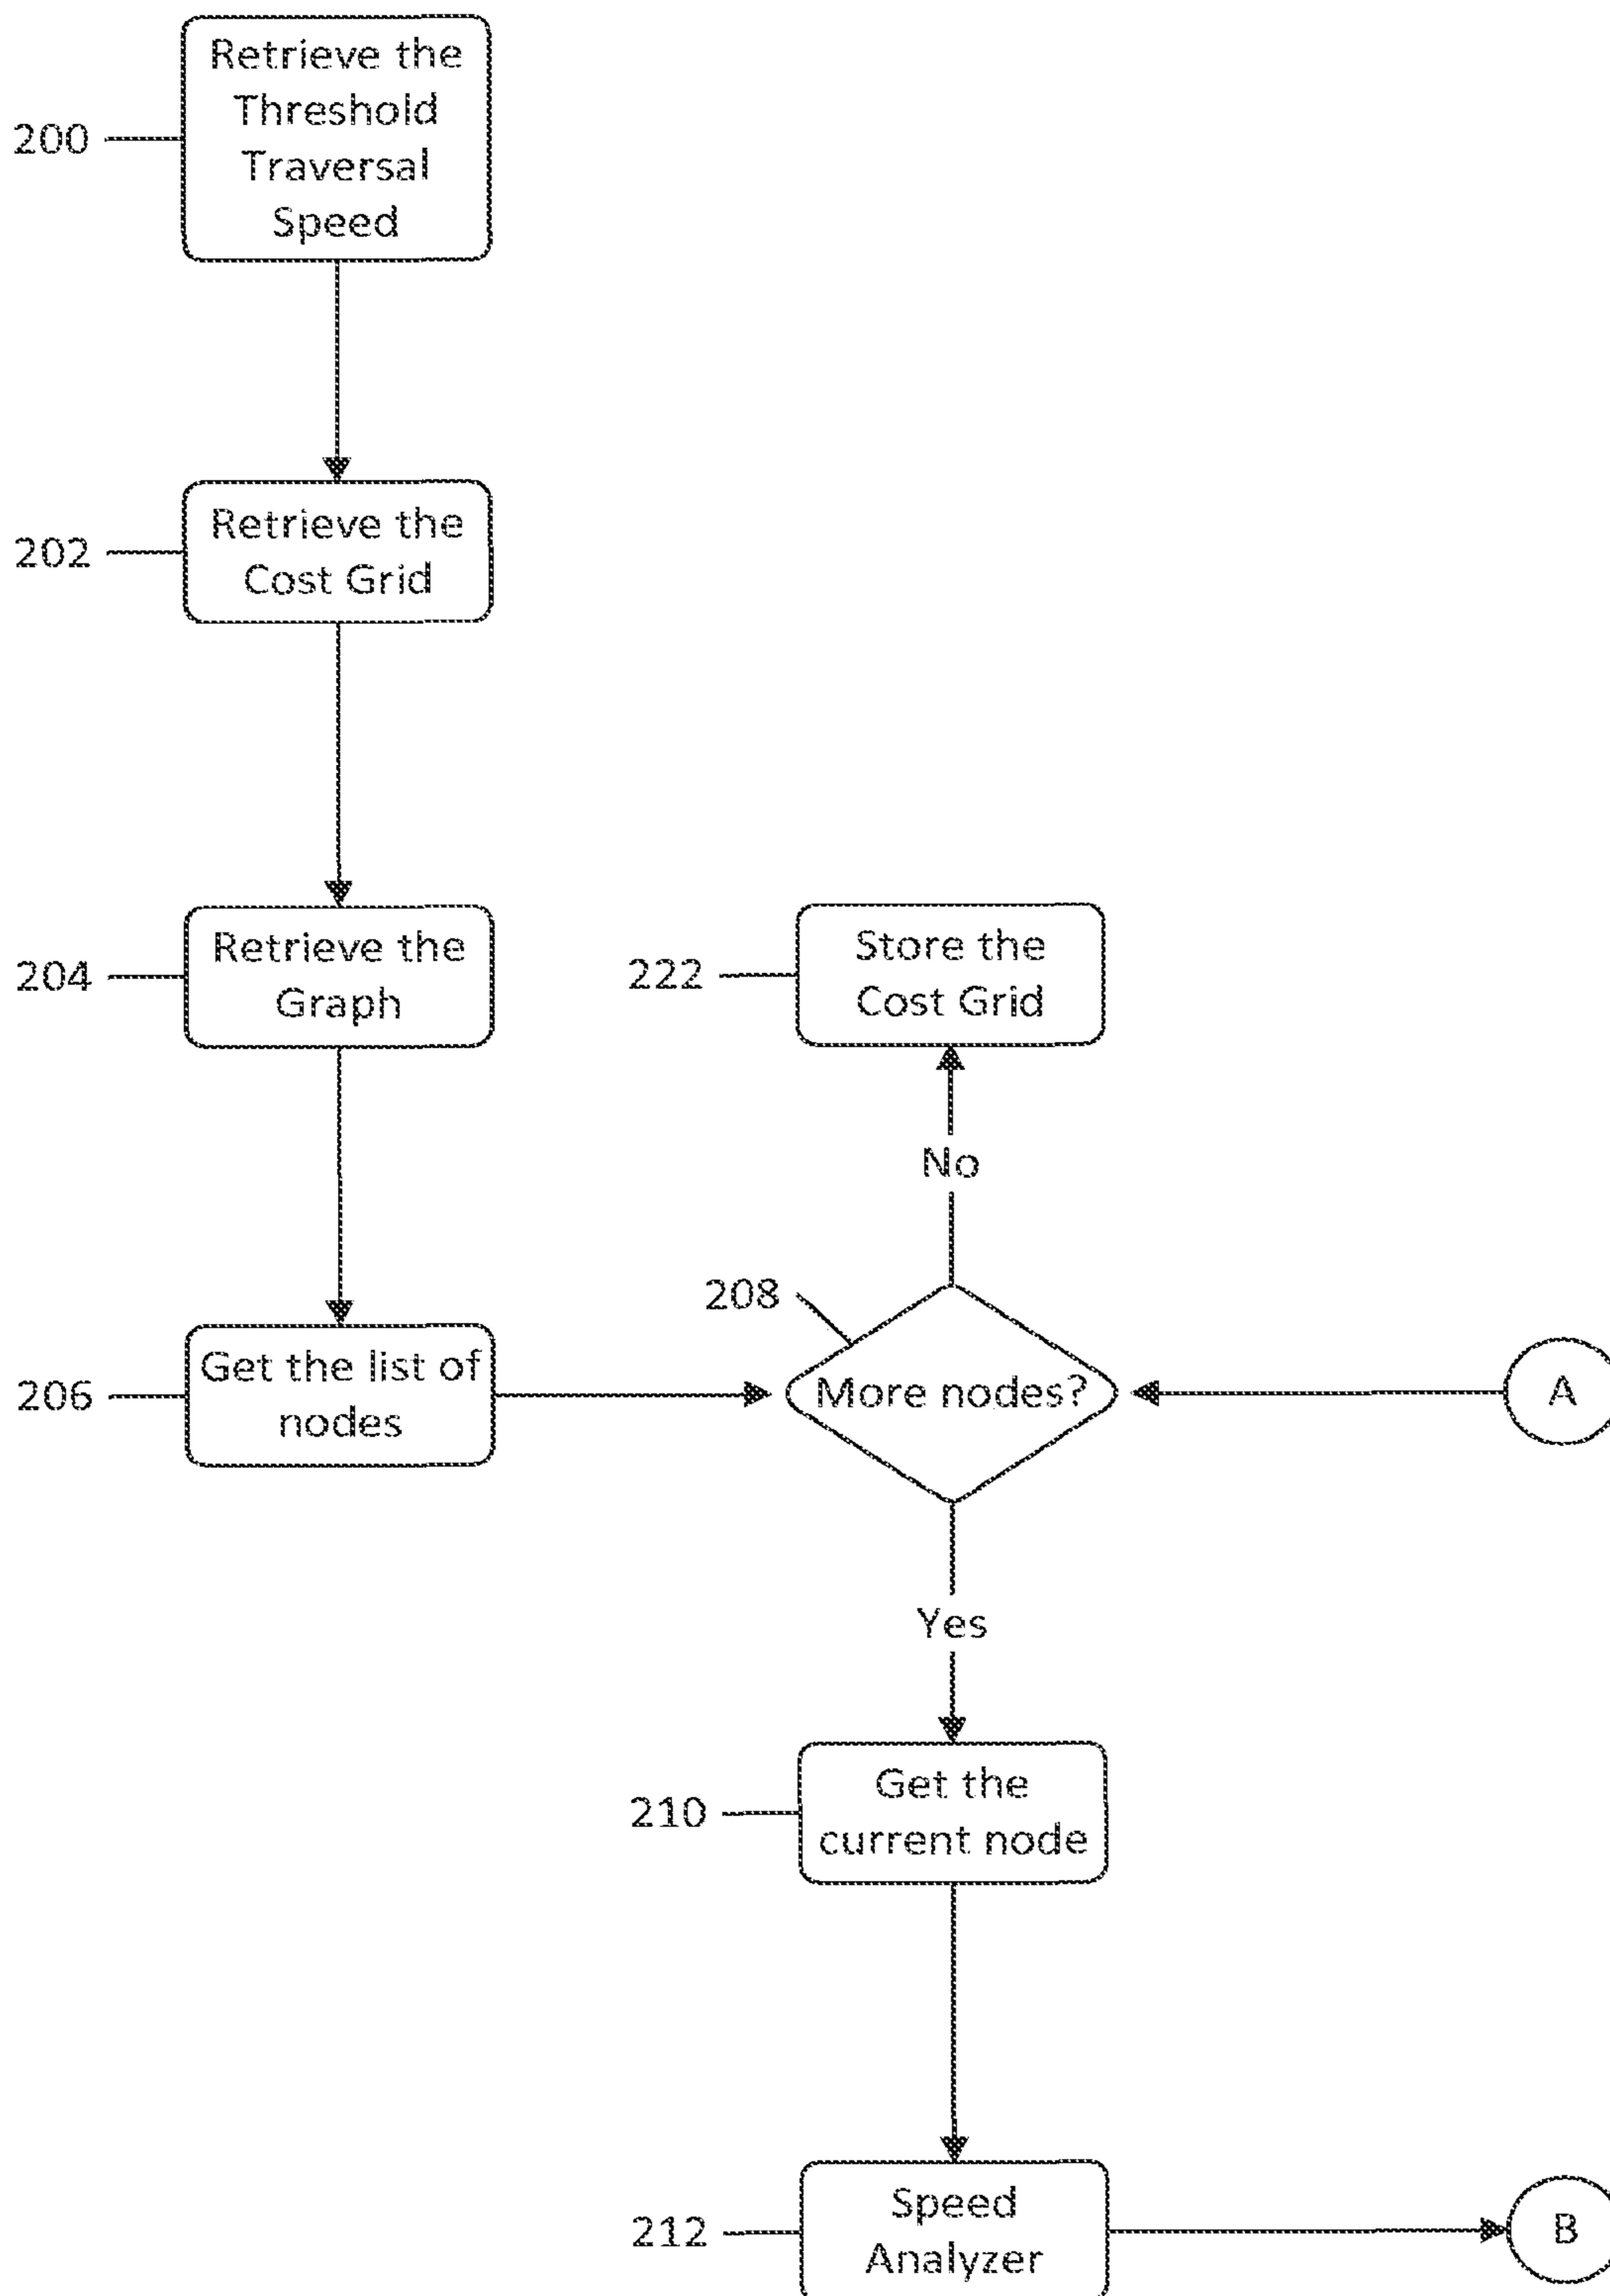 200
Retrieve the
Threshold
Traversal
Speed
202
Retrieve the
Cost Grid
204
Retrieve the
Graph
222
Store the
Cost Grid
No
208
206
Get the list of
nodes
More nodes?
A
Yes
210
Get the
current node
212
Speed
Analyzer
B